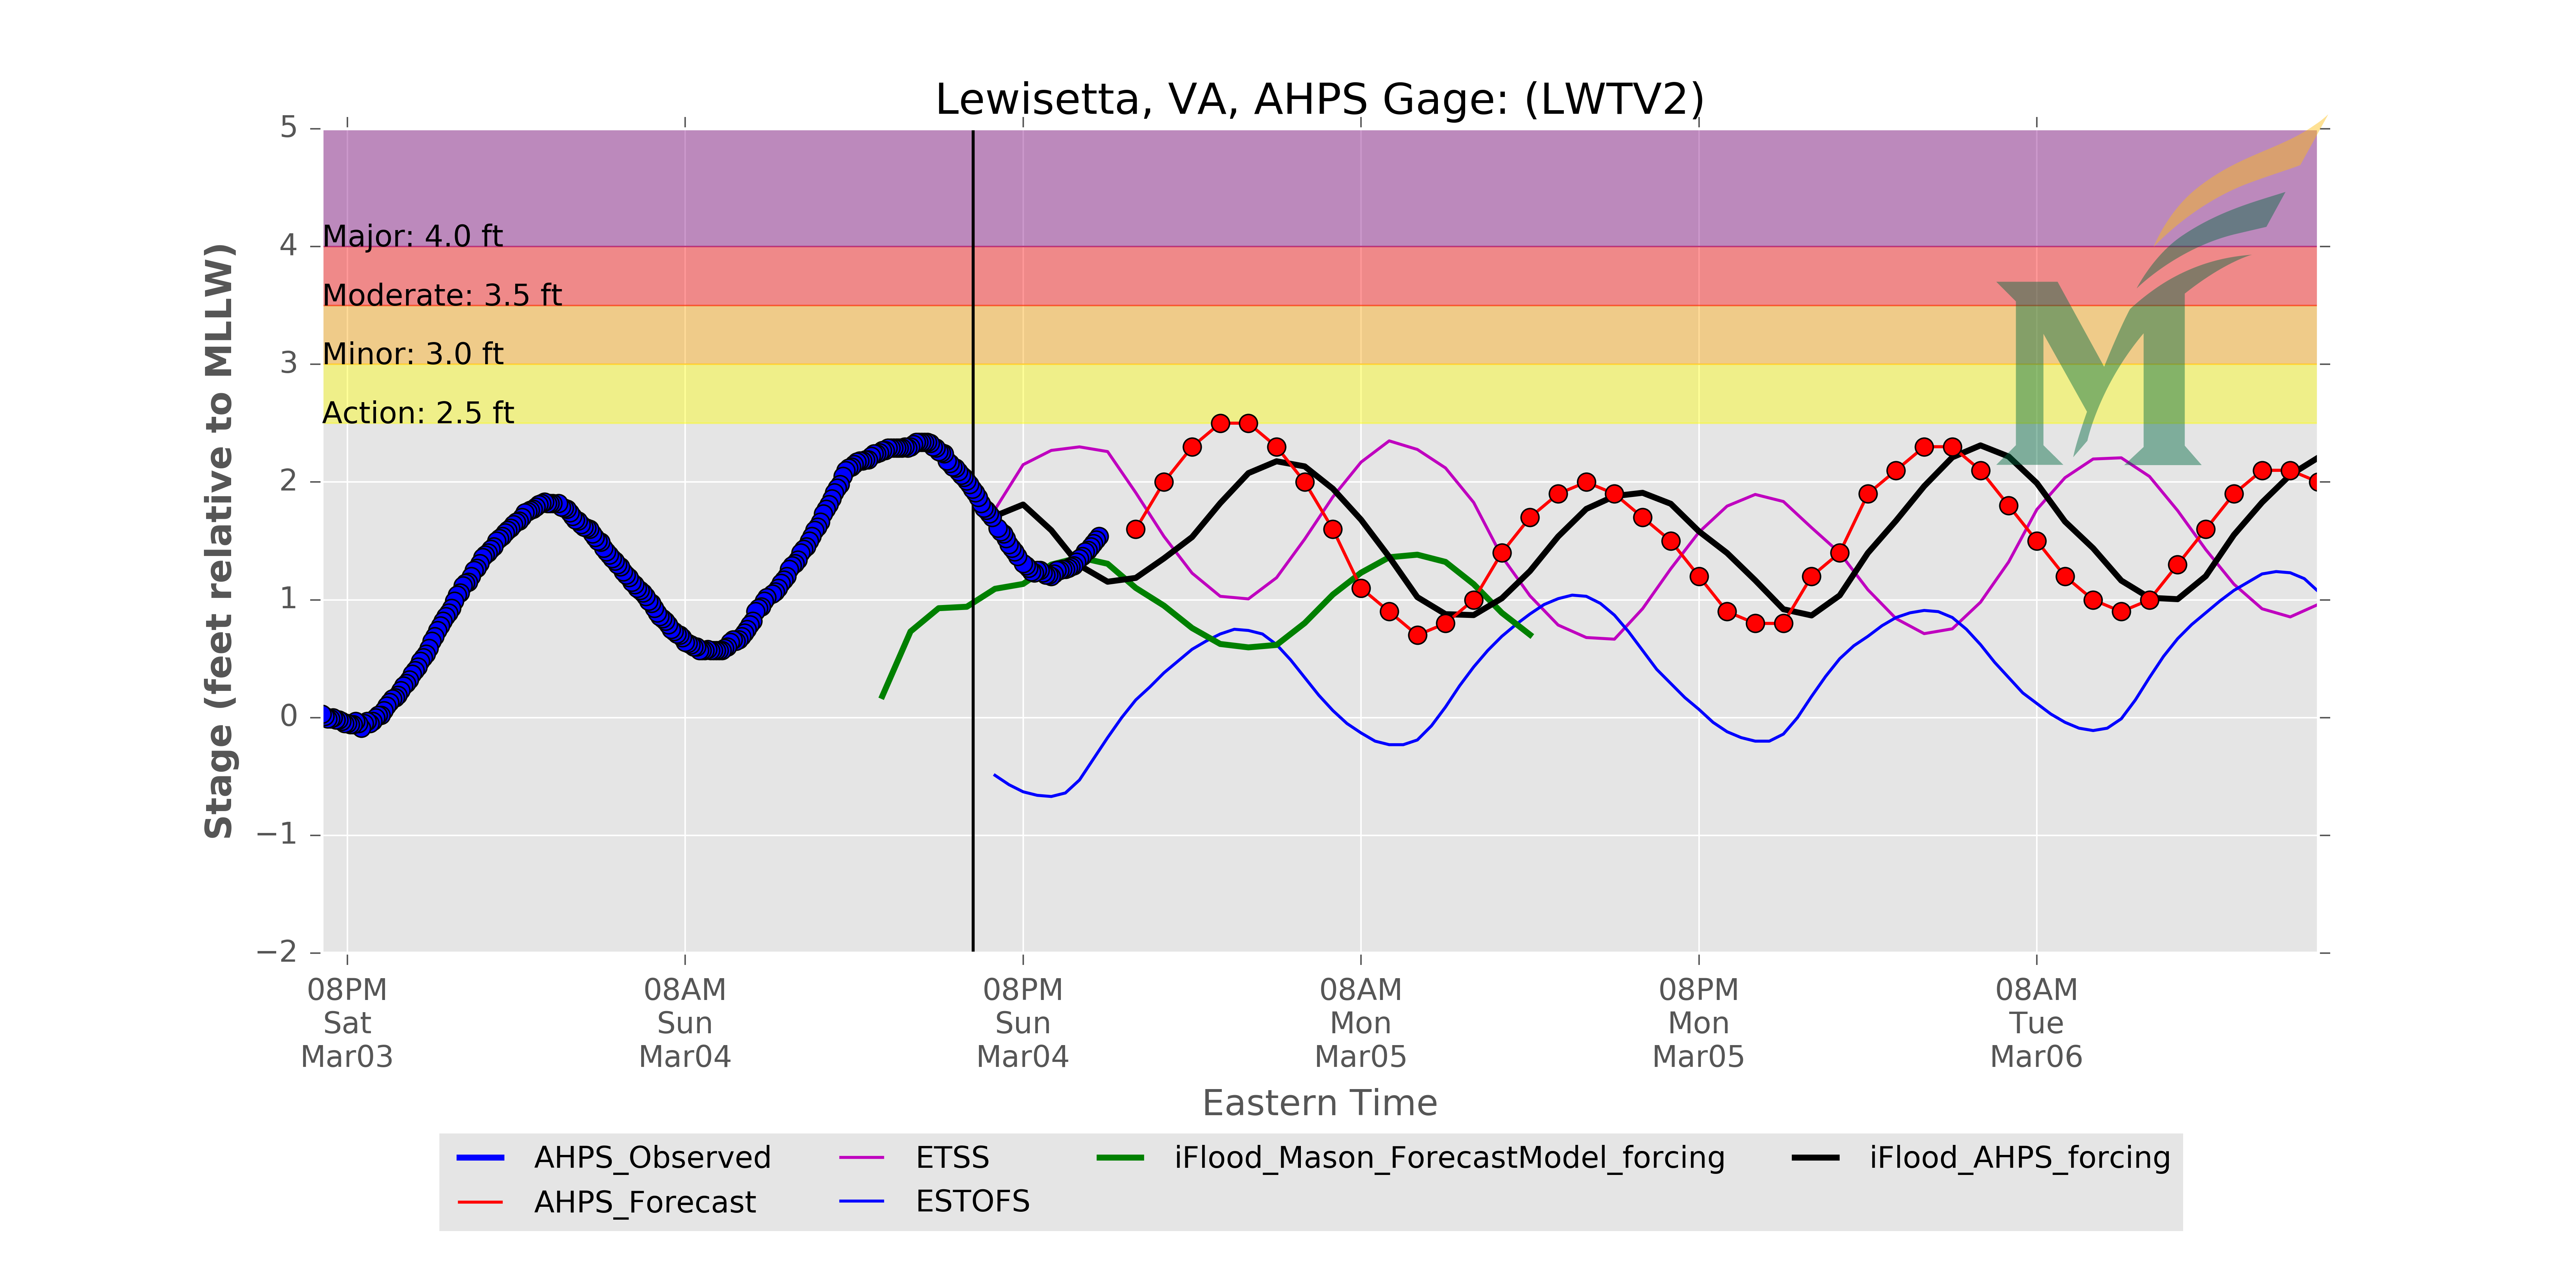 Lewisetta, VA, AHPS Gage: (LWTV2)
Stage (feet relative to MLLW)
5
4
3
2
1
0
−1
−2
Major: 4.0 ft
Moderate: 3.5 ft
Minor: 3.0 ft
Action: 2.5 ft
M
08PM 08AM 08PM 08AM 08PM 08AM
Sat Sun Sun Mon Mon Tue
Mar03 Mar04 Mar04 Mar05 Mar05 Mar06
Eastern Time
AHPS_Observed ETSS iFlood_Mason_ForecastModel_forcing iFlood_AHPS_forcing
AHPS_Forecast ESTOFS